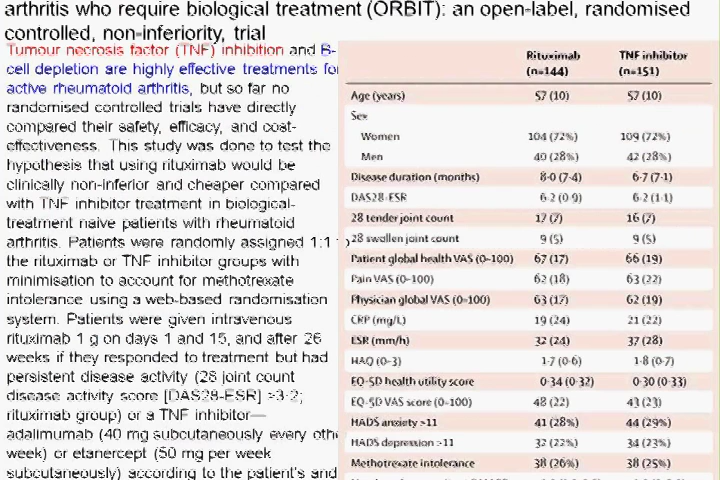 arthritis who require biological treatment (ORBIT): an open-label, randomised
controlled, non-inferiority, trial
Tumour necrosis factor (TNF) inhibition and B-
cell depletion are highly effective treatments for
active rheumatoid arthritis, but so far no
randomised controlled trials have directly
compared their safety, efficacy, and cost-
effectiveness. This study was done to test the
hypothesis that using rituximab would be
clinically non-inferior and cheaper compared
with TNF inhibitor treatment in biological-
treatment naive patients with rheumatoid
arthritis. Patients were randomly assigned 1:1
the rituximab or TNF inhibitor groups with
minimisation to account for methotrexate
intolerance using a web-based randomisation
system. Patients were given intravenous
rituximab 1 g on days 1 and 15, and after 26
weeks if they responded to treatment but had
persistent disease activity (28 joint count
disease activity score [DAS28-ESR] >3·2;
rituximab group) or a TNF inhibitor—
adalimumab (40 mg subcutaneously every othe
week) or etanercept (50 mg per week
subcutaneously) according to the patient's and
Rituximab (n=144) TNF inhibitor (n=151)
Age (years) 57 (10) 57 (10)
Sex
Women 104 (72%) 109 (72%)
Men 40 (28%) 42 (28%)
Disease duration (months) 8·0 (7·4) 6·7 (7·1)
DAS28-ESR 6·2 (0·9) 6·2 (1·1)
28 tender joint count 17 (7) 16 (7)
28 swollen joint count 9 (5) 9 (5)
Patient global health VAS (0–100) 67 (17) 66 (19)
Pain VAS (0–100) 62 (18) 63 (22)
Physician global VAS (0–100) 63 (17) 62 (19)
CRP (mg/L) 19 (24) 21 (22)
ESR (mm/h) 32 (24) 37 (28)
HAQ (0–3) 1·7 (0·6) 1·8 (0·7)
EQ-5D health utility score 0·34 (0·32) 0·30 (0·33)
EQ-5D VAS score (0–100) 48 (22) 43 (23)
HADS anxiety >11 41 (28%) 44 (29%)
HADS depression >11 32 (22%) 34 (23%)
Methotrexate intolerance 38 (26%) 38 (25%)